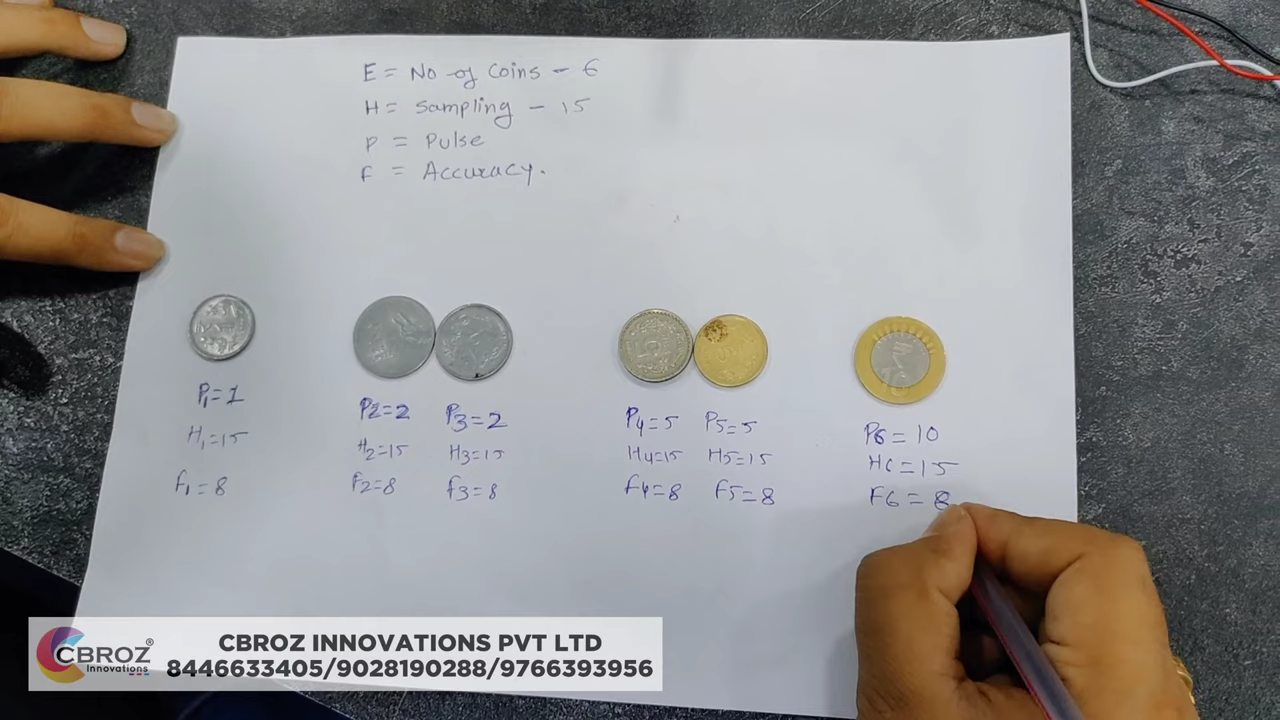 E = No of Coins - 6
H = Sampling - 15
P = Pulse
F = Accuracy.
P1=1
H1=15
F1=8
P2=2 P3=2
H2=15 H3=15
F2=8 F3=8
P4=5 P5=5
H4=15 H5=15
F4=8 F5=8
P6=10
H6=15
F6=8
CBROZ®
Innovations
CBROZ INNOVATIONS PVT LTD
8446633405/9028190288/9766393956